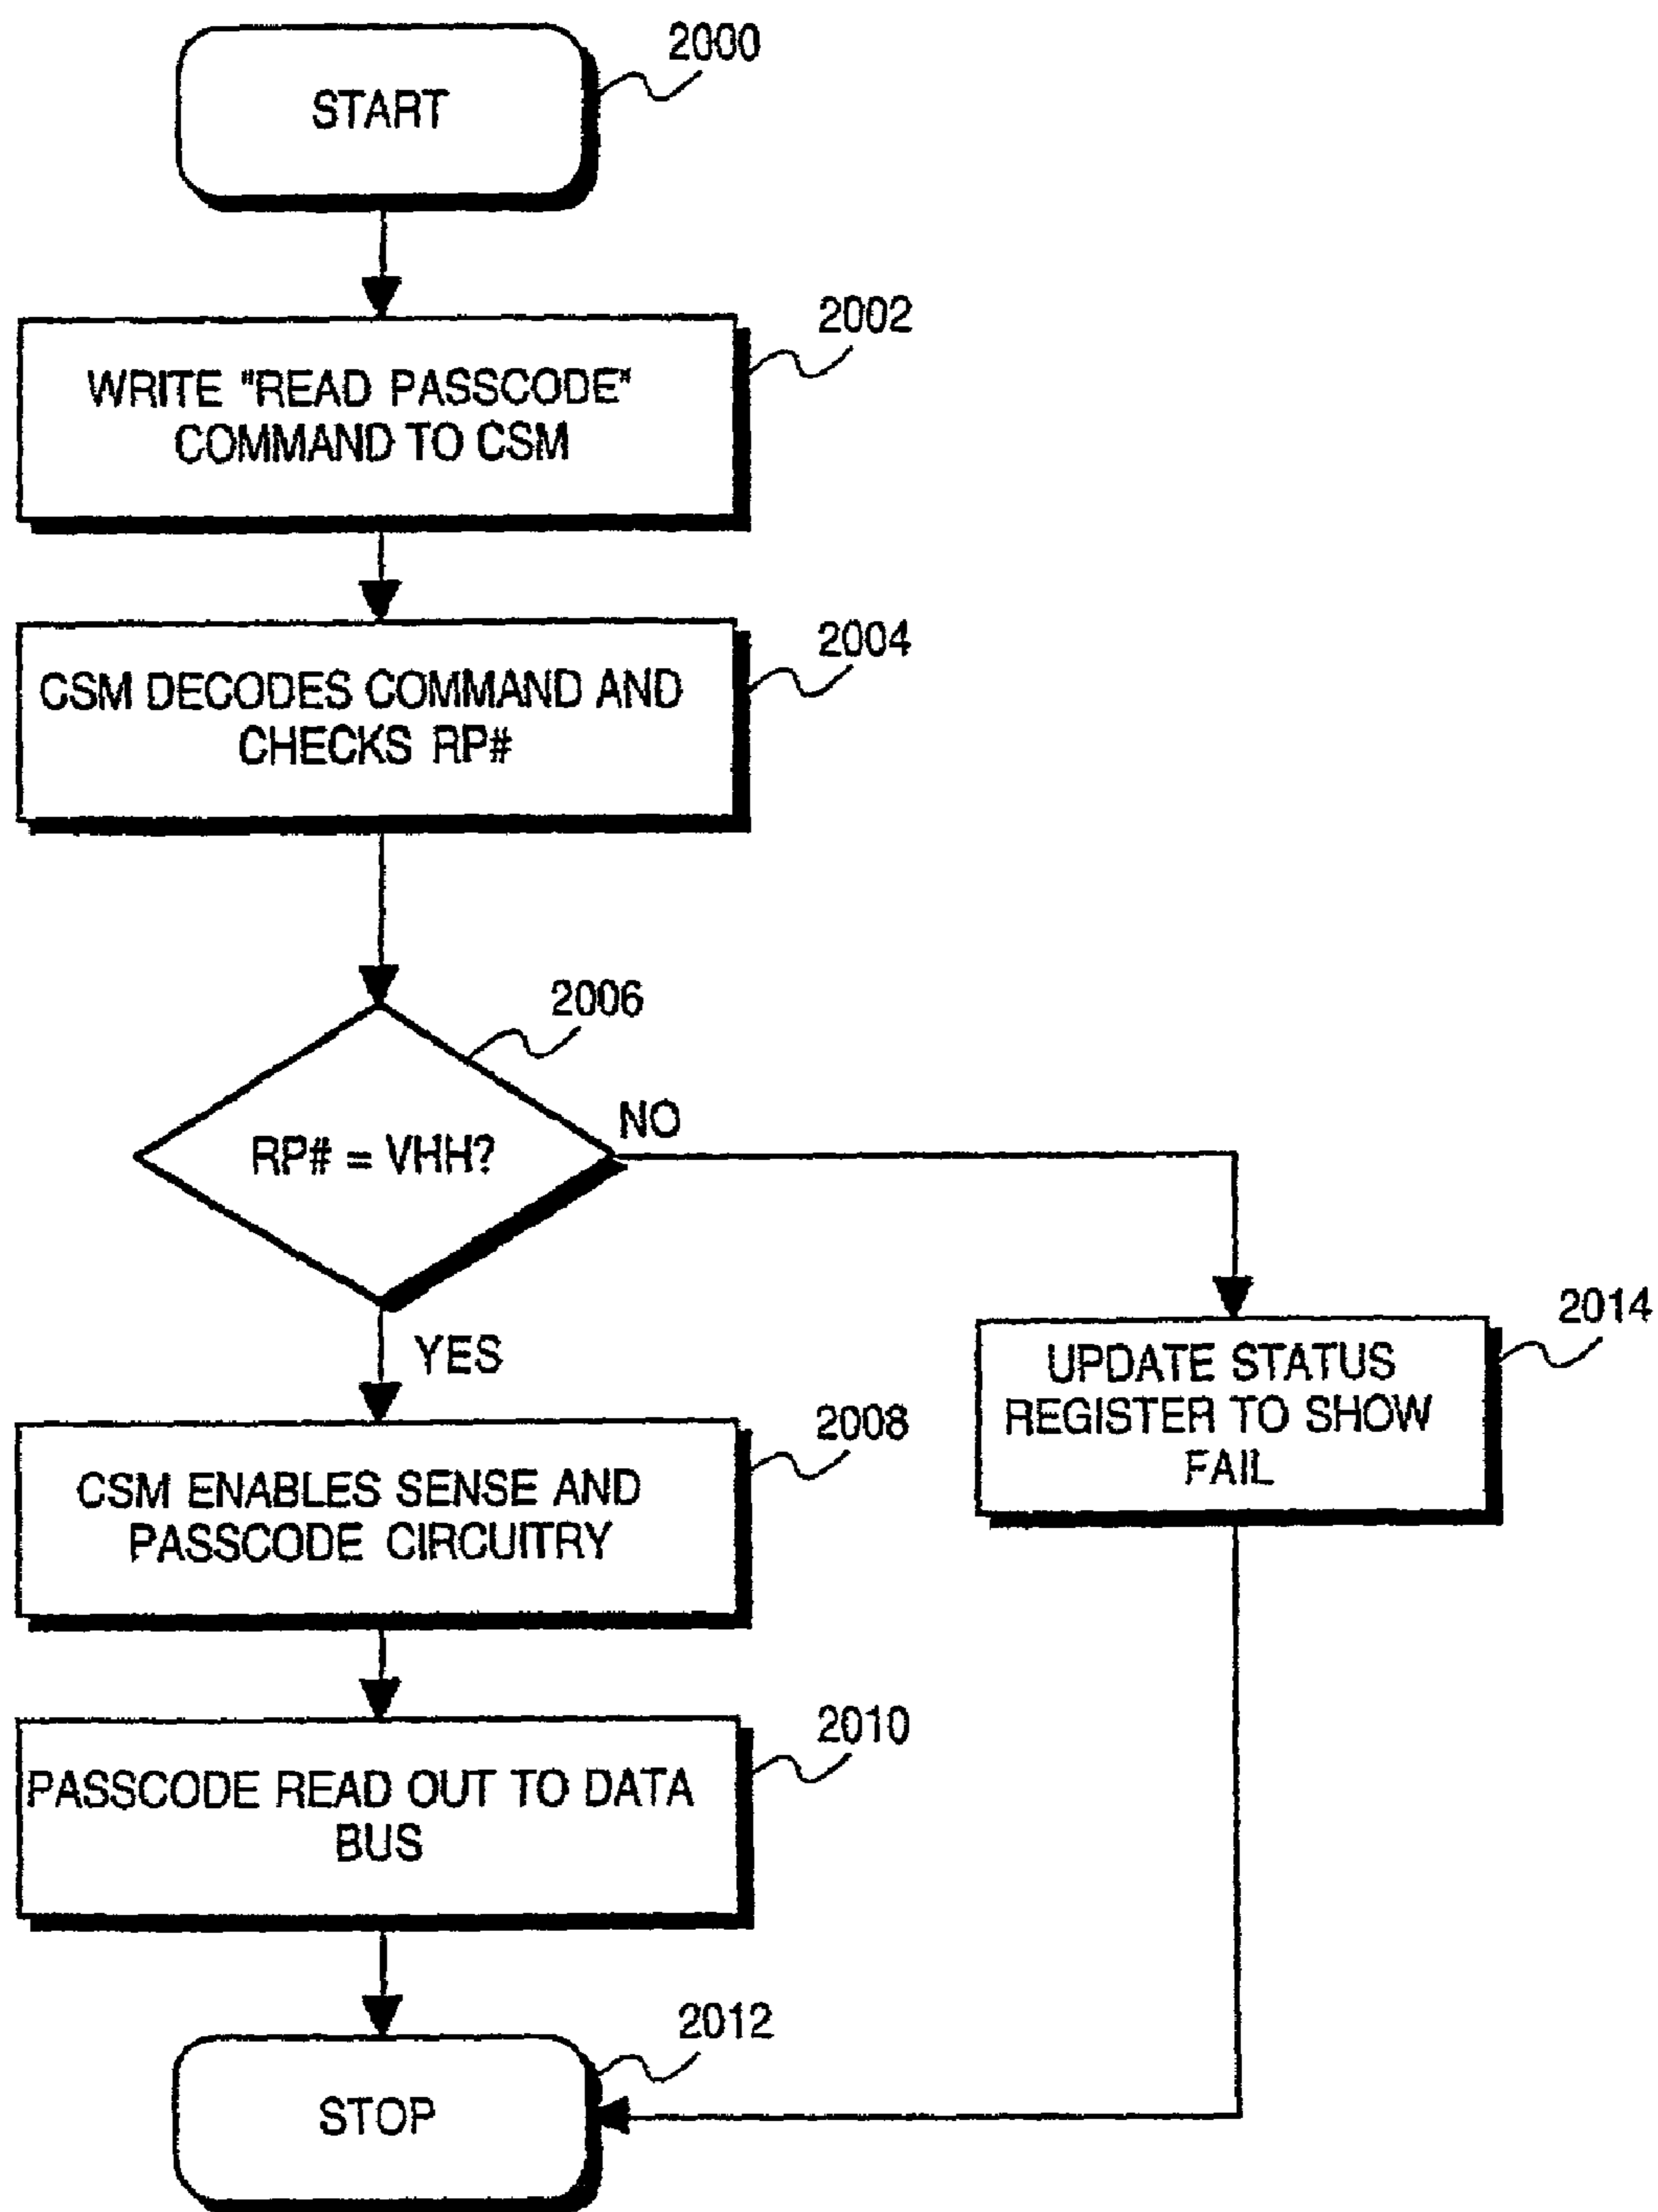 START
2000
WRITE "READ PASSCODE"
COMMAND TO CSM
2002
CSM DECODES COMMAND AND
CHECKS RP#
2004
2006
RP# = VHH?
NO
YES
2014
UPDATE STATUS
REGISTER TO SHOW
FAIL
CSM ENABLES SENSE AND
PASSCODE CIRCUITRY
2008
PASSCODE READ OUT TO DATA
BUS
2010
2012
STOP